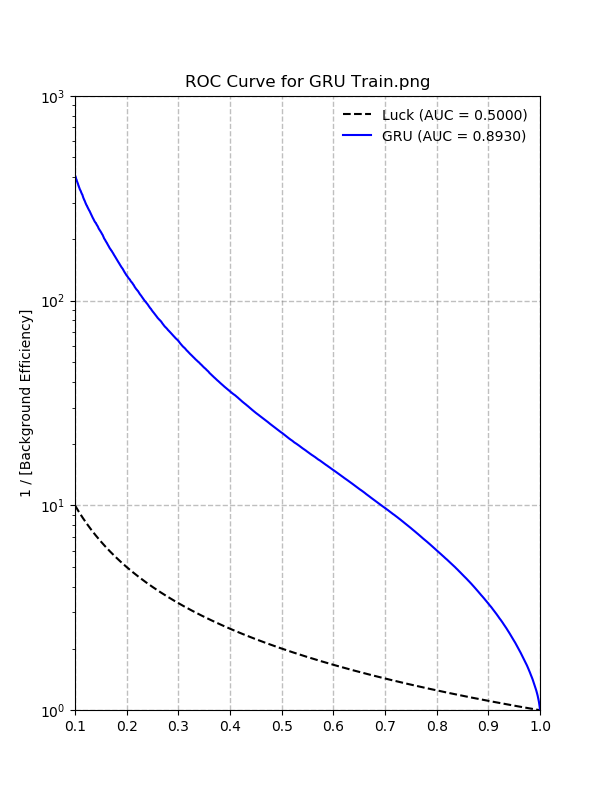 ROC Curve for GRU Train.png
Luck (AUC = 0.5000)
GRU (AUC = 0.8930)
1 / [Background Efficiency]
10³
10²
10¹
10⁰
0.1 0.2 0.3 0.4 0.5 0.6 0.7 0.8 0.9 1.0